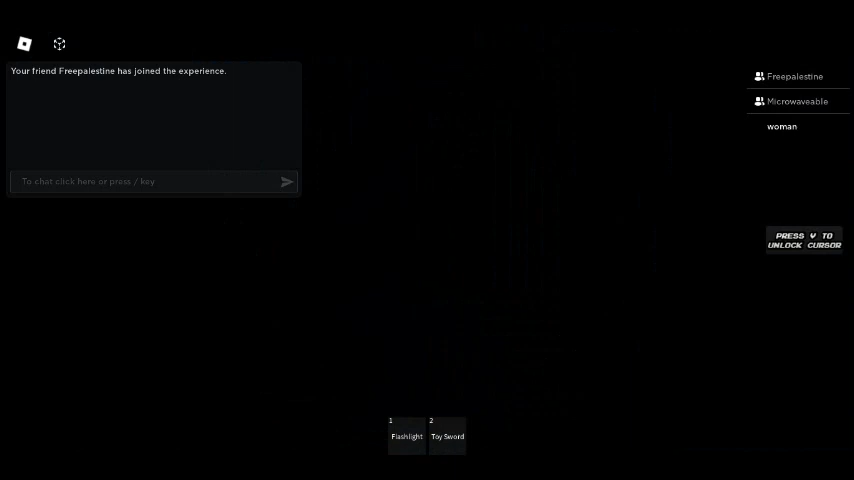 Your friend Freepalestine has joined the experience.
To chat click here or press / key
Freepalestine
Microwaveable
woman
PRESS V TO
UNLOCK CURSOR
1
Flashlight
2
Toy Sword